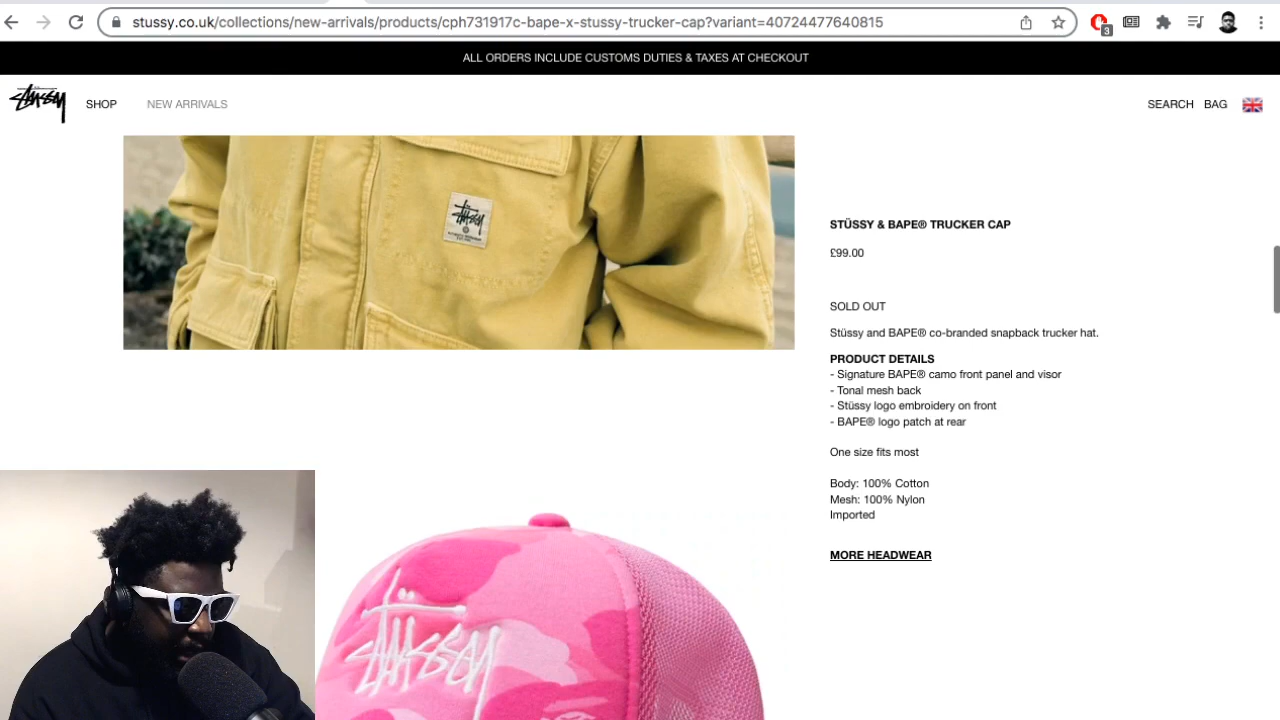 stussy.co.uk/collections/new-arrivals/products/cph731917c-bape-x-stussy-trucker-cap?variant=40724477640815
3
ALL ORDERS INCLUDE CUSTOMS DUTIES & TAXES AT CHECKOUT
Stüssy SHOP NEW ARRIVALS SEARCH BAG
Stüssy
STÜSSY & BAPE® TRUCKER CAP
£99.00
SOLD OUT
Stüssy and BAPE® co-branded snapback trucker hat.
PRODUCT DETAILS
- Signature BAPE® camo front panel and visor
- Tonal mesh back
- Stüssy logo embroidery on front
- BAPE® logo patch at rear
One size fits most
Body: 100% Cotton
Mesh: 100% Nylon
Imported
MORE HEADWEAR
Stüssy